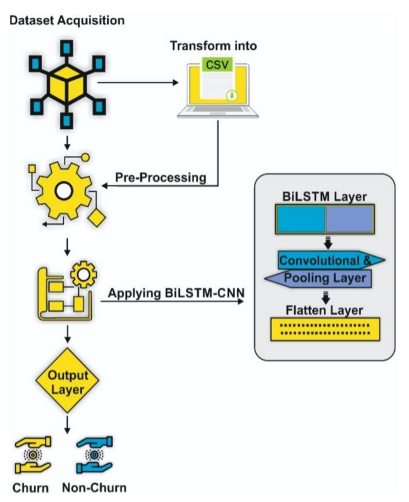 Dataset Acquisition
Transform into
CSV
Pre-Processing
BiLSTM Layer
Convolutional &
Pooling Layer
Applying BiLSTM-CNN
Flatten Layer
Output
Layer
Churn Non-Churn